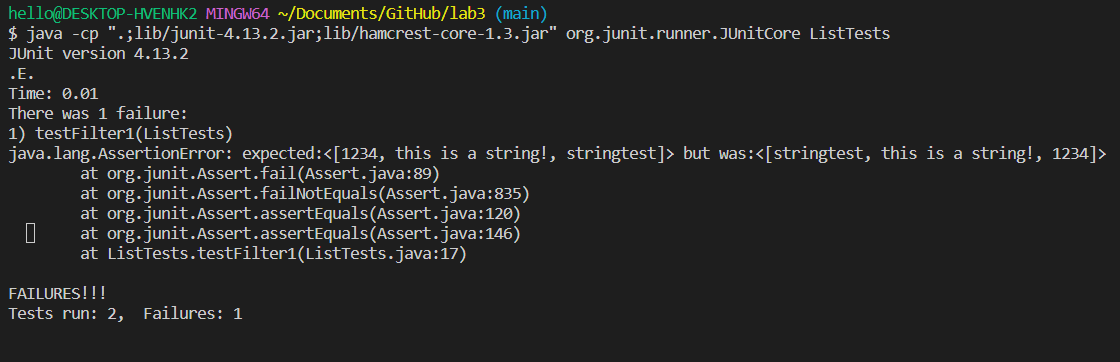 hello@DESKTOP-HVENHK2 MINGW64 ~/Documents/GitHub/lab3 (main)
$ java -cp ".;lib/junit-4.13.2.jar;lib/hamcrest-core-1.3.jar" org.junit.runner.JUnitCore ListTests
JUnit version 4.13.2
.E.
Time: 0.01
There was 1 failure:
1) testFilter1(ListTests)
java.lang.AssertionError: expected:<[1234, this is a string!, stringtest]> but was:<[stringtest, this is a string!, 1234]>
        at org.junit.Assert.fail(Assert.java:89)
        at org.junit.Assert.failNotEquals(Assert.java:835)
        at org.junit.Assert.assertEquals(Assert.java:120)
        at org.junit.Assert.assertEquals(Assert.java:146)
        at ListTests.testFilter1(ListTests.java:17)

FAILURES!!!
Tests run: 2,  Failures: 1